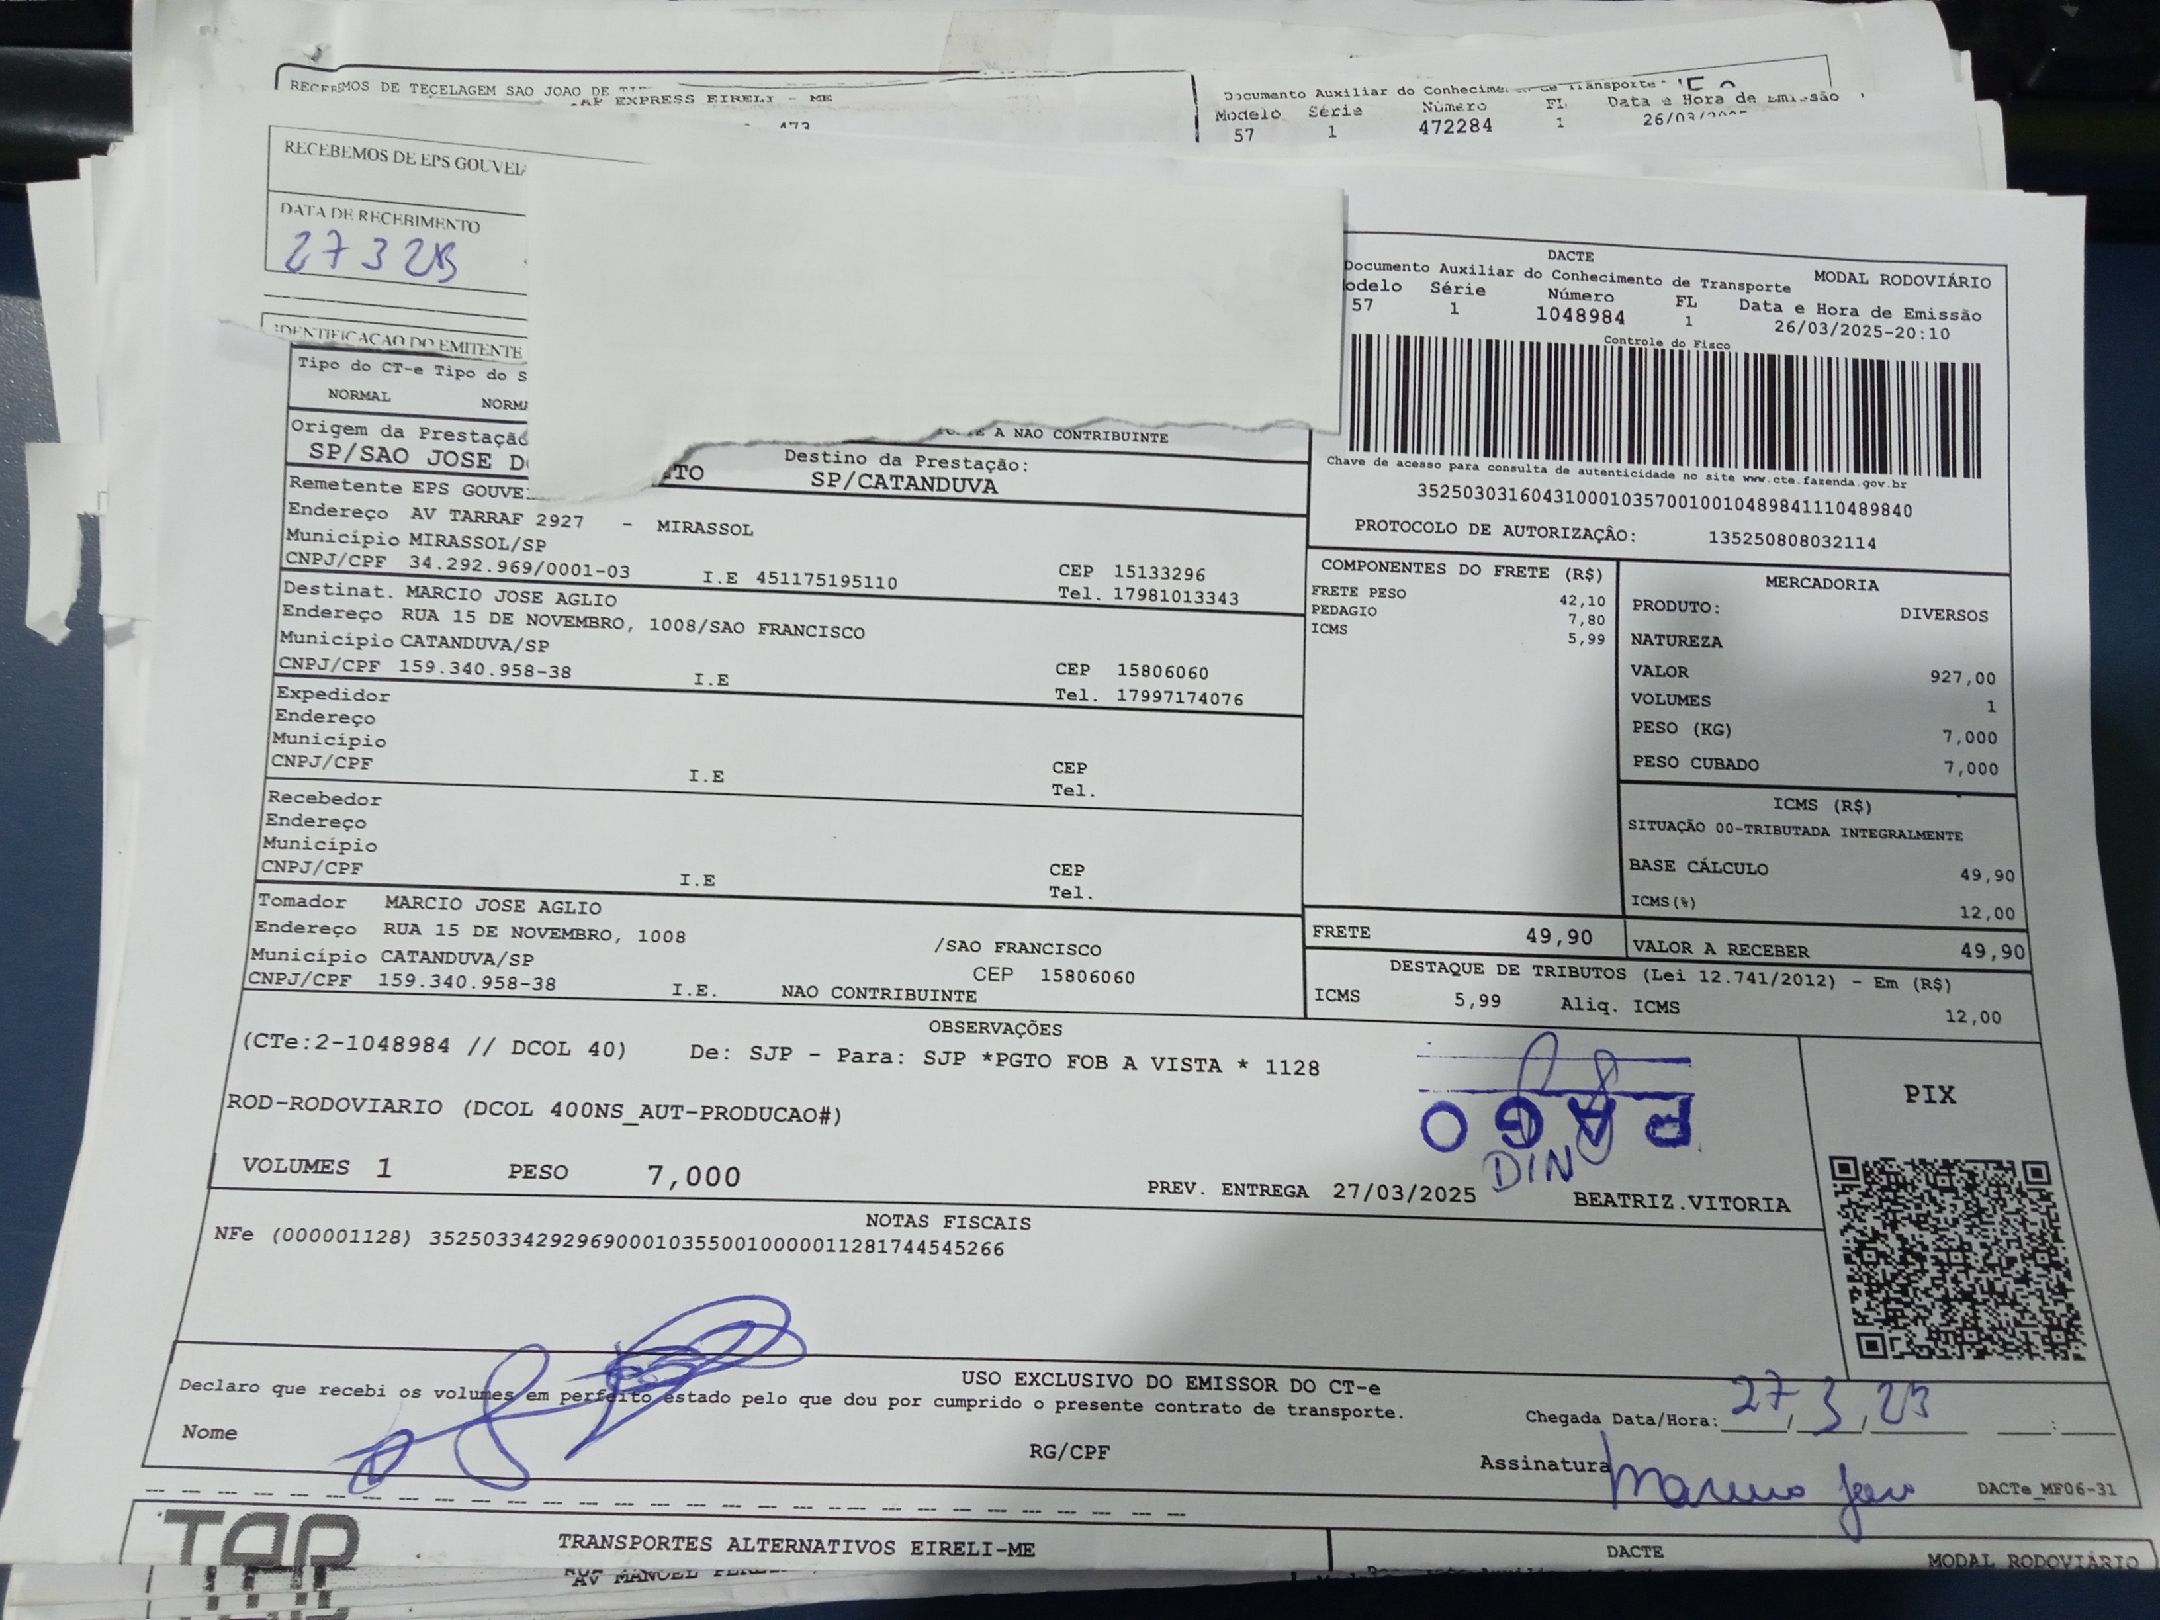 RECEBEMOS DE TECELAGEM SAO JOAO DE
EXPRESS EIRELI - ME
Documento Auxiliar do
Modelo Série Número FL Data e Hora de Emissão
57 1 472284 1
RECEBEMOS DE EPS
DATA DE RECEBIMENTO
27 3 25
IDENTIFICAÇÃO DO EMITENTE
Tipo do CT-e Tipo do
NORMAL
A NAO CONTRIBUINTE
Origem da Prestação
SP/SAO JOSE
Destino da Prestação:
SP/CATANDUVA
Remetente EPS
Endereço AV TARRAF 2927 - MIRASSOL
Município MIRASSOL/SP
CNPJ/CPF 34.292.969/0001-03 I.E 451175195110 CEP 15133296
Tel. 17981013343
Destinat. MARCIO JOSE AGLIO
Endereço RUA 15 DE NOVEMBRO, 1008/SAO FRANCISCO
Município CATANDUVA/SP
CNPJ/CPF 159.340.958-38 I.E CEP 15806060
Tel. 17997174076
Expedidor
Endereço
Município
CNPJ/CPF I.E CEP
Tel.
Recebedor
Endereço
Município
CNPJ/CPF I.E CEP
Tel.
Tomador MARCIO JOSE AGLIO
Endereço RUA 15 DE NOVEMBRO, 1008 /SAO FRANCISCO
Município CATANDUVA/SP CEP 15806060
CNPJ/CPF 159.340.958-38 I.E. NAO CONTRIBUINTE
DACTE
Documento Auxiliar do Conhecimento de Transporte MODAL RODOVIÁRIO
odelo Série Número FL Data e Hora de Emissão
57 1 1048984 1 26/03/2025-20:10
Controle do Fisco
Chave de acesso para consulta de autenticidade no site www.cte.fazenda.gov.br
35250303160431000103570010010489841110489840
PROTOCOLO DE AUTORIZAÇÂO: 135250808032114
COMPONENTES DO FRETE (R$)
FRETE PESO 42,10
PEDAGIO 7,80
ICMS 5,99
MERCADORIA
PRODUTO: DIVERSOS
NATUREZA
VALOR 927,00
VOLUMES 1
PESO (KG) 7,000
PESO CUBADO 7,000
ICMS (R$)
SITUAÇÃO 00-TRIBUTADA INTEGRALMENTE
BASE CÁLCULO 49,90
ICMS(%) 12,00
FRETE 49,90 VALOR A RECEBER 49,90
DESTAQUE DE TRIBUTOS (Lei 12.741/2012) - Em (R$)
ICMS 5,99 Aliq. ICMS 12,00
OBSERVAÇÕES
(CTe:2-1048984 // DCOL 40) De: SJP - Para: SJP *PGTO FOB A VISTA * 1128
ROD-RODOVIARIO (DCOL 400NS_AUT-PRODUCAO#)
PAGO
DIN
PIX
VOLUMES 1 PESO 7,000 PREV. ENTREGA 27/03/2025 BEATRIZ.VITORIA
NOTAS FISCAIS
NFe (000001128) 35250334292969000103550010000011281744545266
USO EXCLUSIVO DO EMISSOR DO CT-e
Declaro que recebi os volumes em perfeito estado pelo que dou por cumprido o presente contrato de transporte.
Chegada Data/Hora: 27/3/25 :
Nome RG/CPF Assinatura
DACTe_MF06-31
TAP
TRANSPORTES ALTERNATIVOS EIRELI-ME
AV MANOEL
DACTE
MODAL RODOVIÁRIO